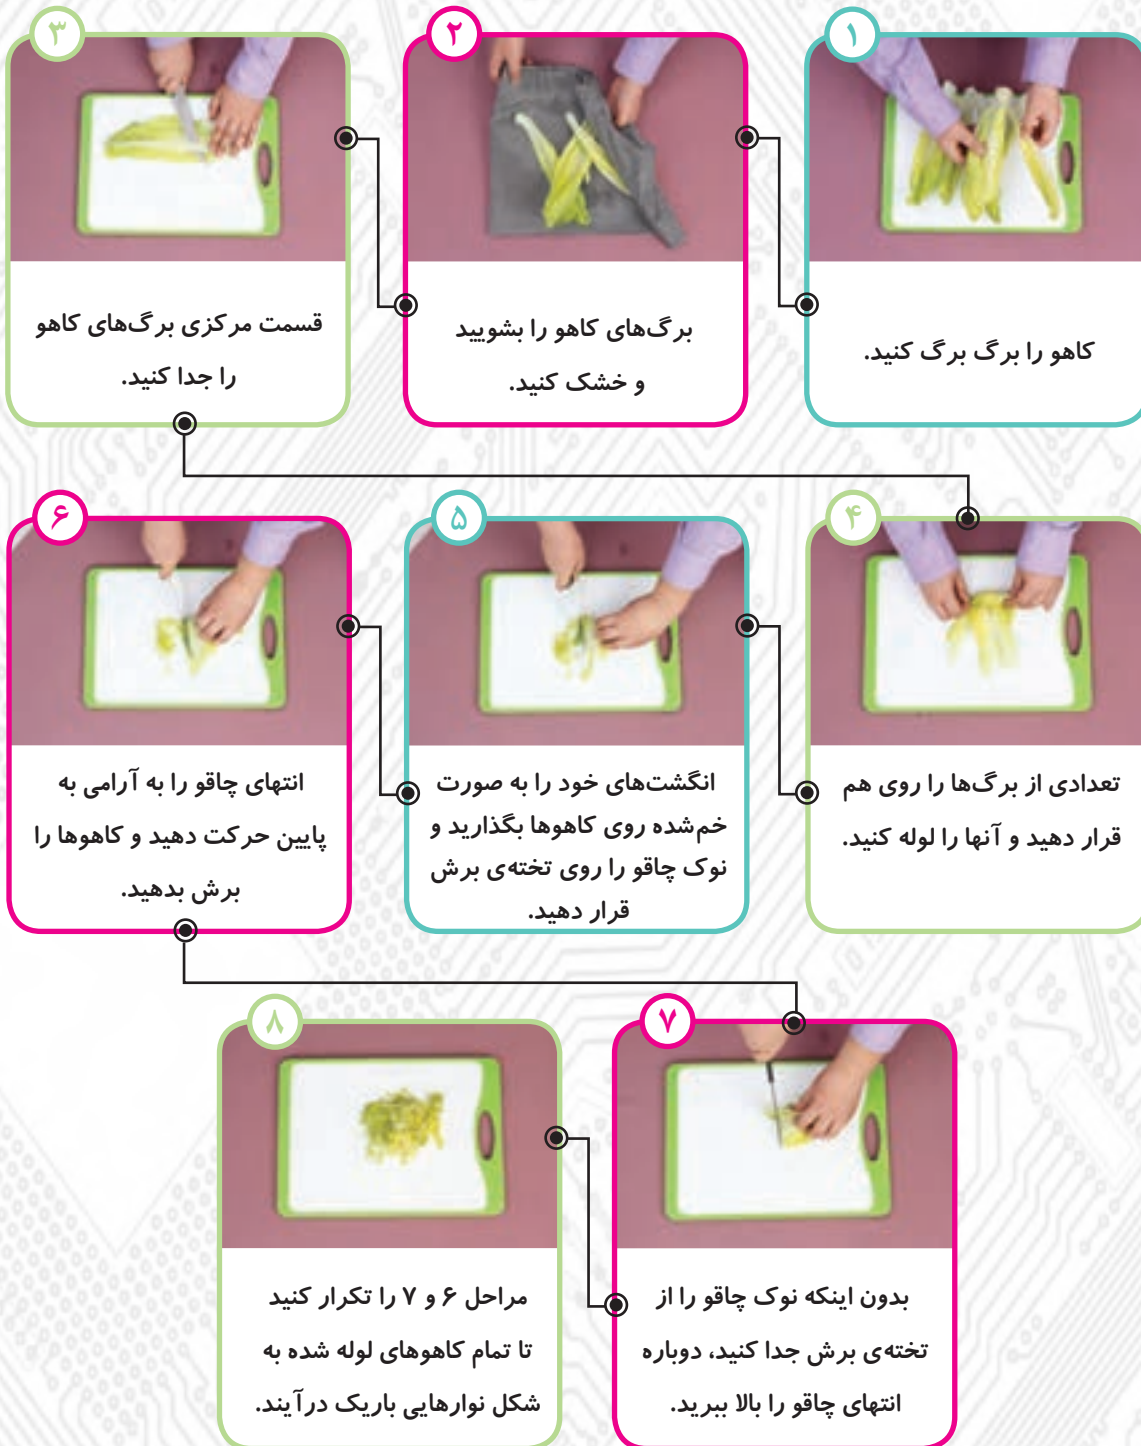 ۱
کاهو را برگ برگ کنید.
۲
برگ‌های کاهو را بشویید
و خشک کنید.
۳
قسمت مرکزی برگ‌های کاهو
را جدا کنید.
۴
تعدادی از برگ‌ها را روی هم
قرار دهید و آنها را لوله کنید.
۵
انگشت‌های خود را به صورت
خم‌شده روی کاهوها بگذارید و
نوک چاقو را روی تخته‌ی برش
قرار دهید.
۶
انتهای چاقو را به آرامی به
پایین حرکت دهید و کاهوها را
برش بدهید.
۷
بدون اینکه نوک چاقو را از
تخته‌ی برش جدا کنید، دوباره
انتهای چاقو را بالا ببرید.
۸
مراحل ۶ و ۷ را تکرار کنید
تا تمام کاهوهای لوله شده به
شکل نوارهایی باریک درآیند.